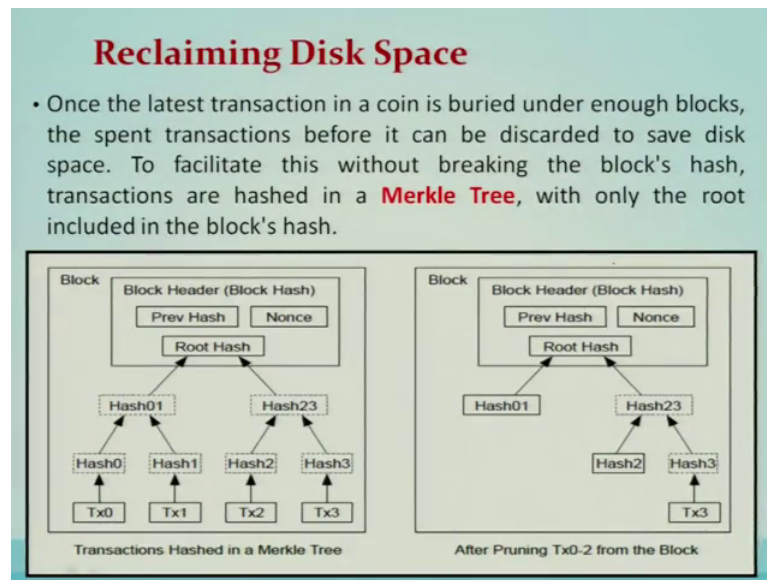 Reclaiming Disk Space
• Once the latest transaction in a coin is buried under enough blocks,
the spent transactions before it can be discarded to save disk
space. To facilitate this without breaking the block's hash,
transactions are hashed in a Merkle Tree, with only the root
included in the block's hash.
Block
Block Header (Block Hash)
Prev Hash Nonce
Root Hash
Hash01 Hash23
Hash0 Hash1 Hash2 Hash3
Tx0 Tx1 Tx2 Tx3
Transactions Hashed in a Merkle Tree
Block
Block Header (Block Hash)
Prev Hash Nonce
Root Hash
Hash01 Hash23
Hash2 Hash3
Tx3
After Pruning Tx0-2 from the Block